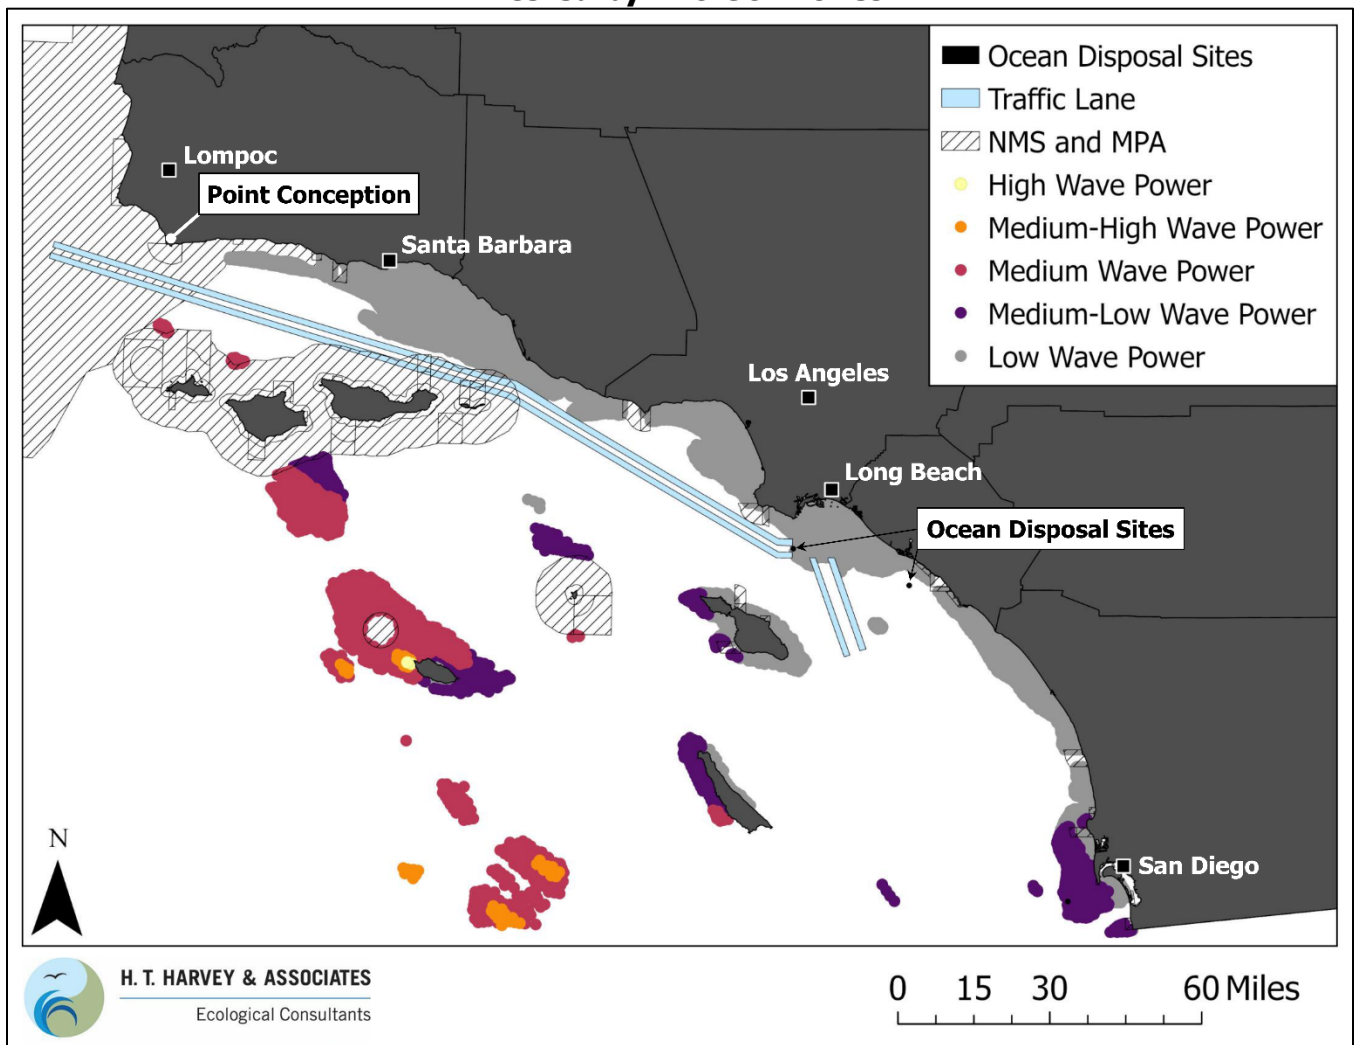 Ocean Disposal Sites
Traffic Lane
NMS and MPA
High Wave Power
Medium-High Wave Power
Medium Wave Power
Medium-Low Wave Power
Low Wave Power
Lompoc
Point Conception
Santa Barbara
Los Angeles
Long Beach
Ocean Disposal Sites
San Diego
N
H. T. HARVEY & ASSOCIATES
Ecological Consultants
0 15 30 60 Miles